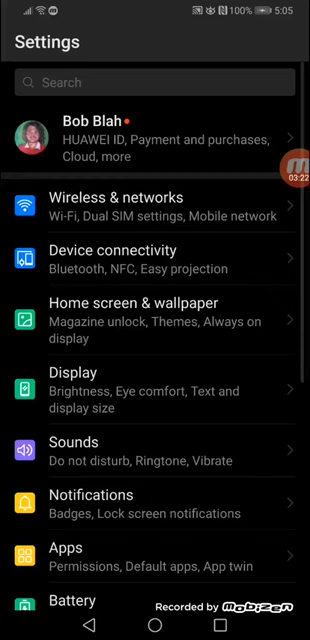 100% 5:05
Settings
Search
Bob Blah
HUAWEI ID, Payment and purchases,
Cloud, more
03:22
Wireless & networks
Wi-Fi, Dual SIM settings, Mobile network
Device connectivity
Bluetooth, NFC, Easy projection
Home screen & wallpaper
Magazine unlock, Themes, Always on
display
Display
Brightness, Eye comfort, Text and
display size
Sounds
Do not disturb, Ringtone, Vibrate
Notifications
Badges, Lock screen notifications
Apps
Permissions, Default apps, App twin
Battery
Recorded by mobizen